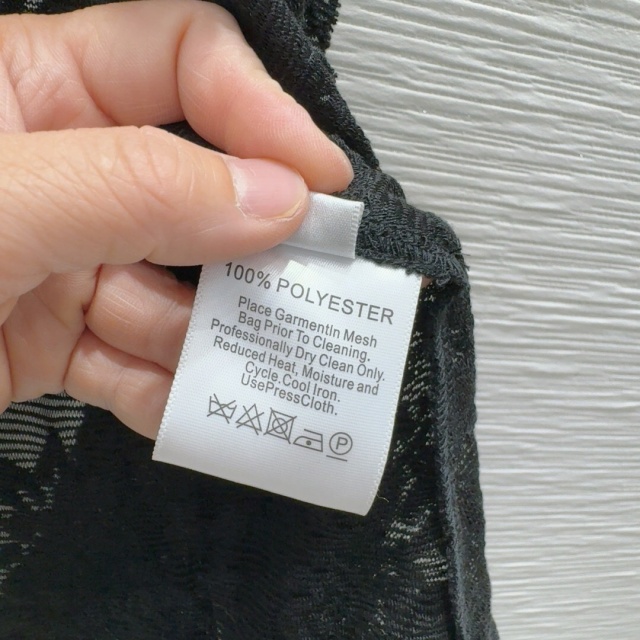 100% POLYESTER
Place GarmentIn Mesh
Bag Prior To Cleaning.
Professionally Dry Clean Only.
Reduced Heat, Moisture and
Cycle.Cool Iron.
UsePressCloth.
P